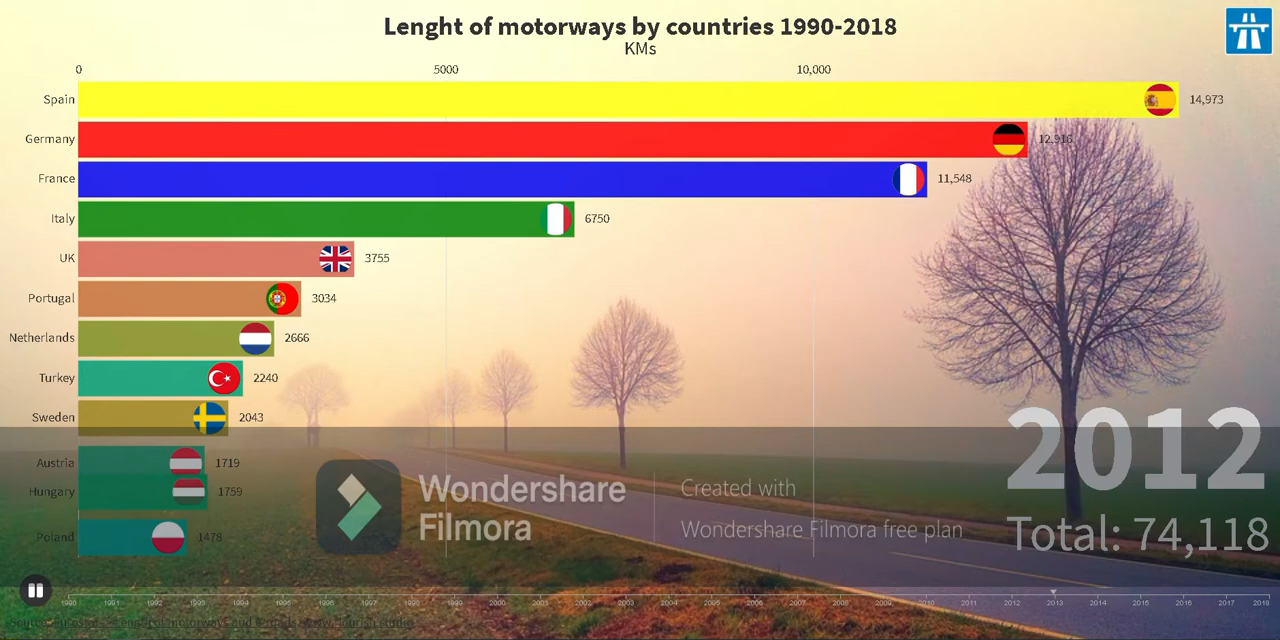 Lenght of motorways by countries 1990-2018
KMs
0 5000 10,000
Spain 14,973
Germany 12,916
France 11,548
Italy 6750
UK 3755
Portugal 3034
Netherlands 2666
Turkey 2240
Sweden 2043
Austria 1719
Hungary 1759
Poland 1478
2012
Total: 74,118
Wondershare
Filmora
Created with
Wondershare Filmora free plan
1990 1991 1992 1993 1994 1995 1996 1997 1998 1999 2000 2001 2002 2003 2004 2005 2006 2007 2008 2009 2010 2011 2012 2013 2014 2015 2016 2017 2018